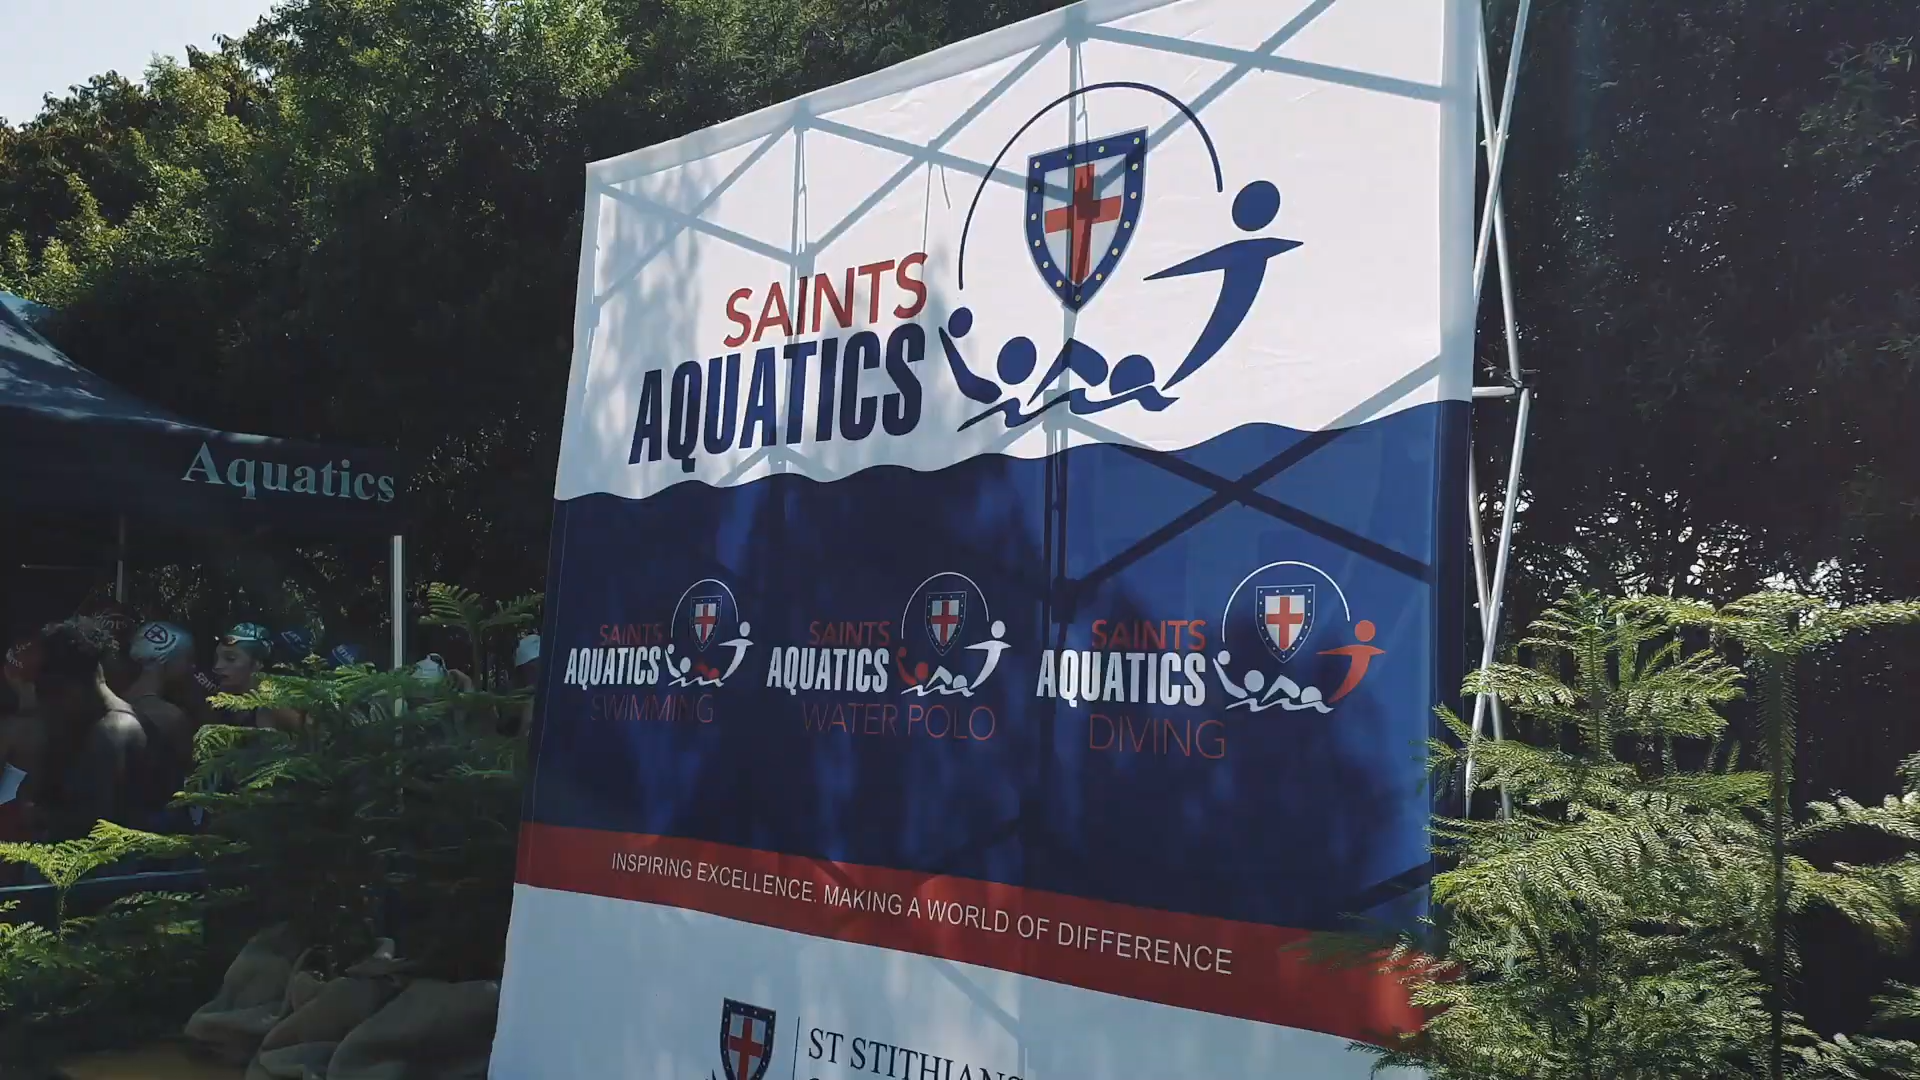 SAINTS
AQUATICS
Aquatics
SAINTS
AQUATICS
SWIMMING
SAINTS
AQUATICS
WATER POLO
SAINTS
AQUATICS
DIVING
INSPIRING EXCELLENCE. MAKING A WORLD OF DIFFERENCE
ST STITHIANS